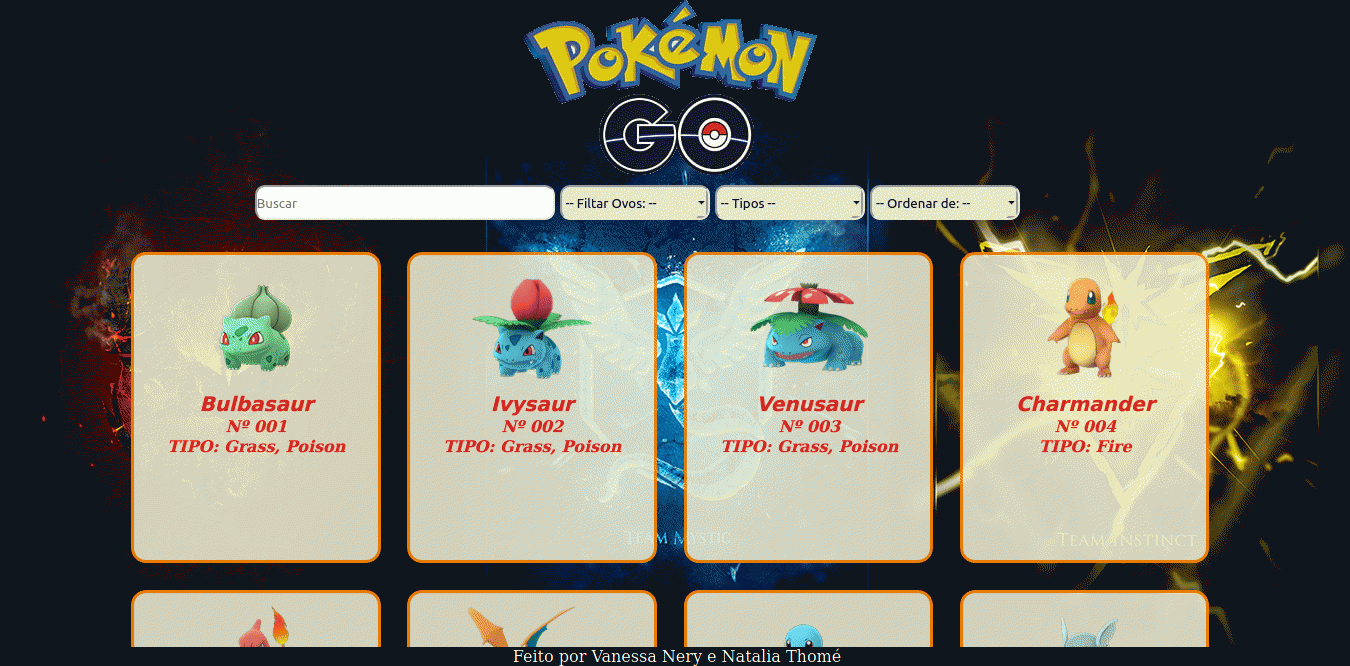 POKéMON
GO
Buscar
-- Filtar Ovos: --
-- Tipos --
-- Ordenar de: --
Bulbasaur
Nº 001
TIPO: Grass, Poison
Ivysaur
Nº 002
TIPO: Grass, Poison
Venusaur
Nº 003
TIPO: Grass, Poison
Charmander
Nº 004
TIPO: Fire
TEAM MYSTIC
TEAM INSTINCT
Feito por Vanessa Nery e Natalia Thomé